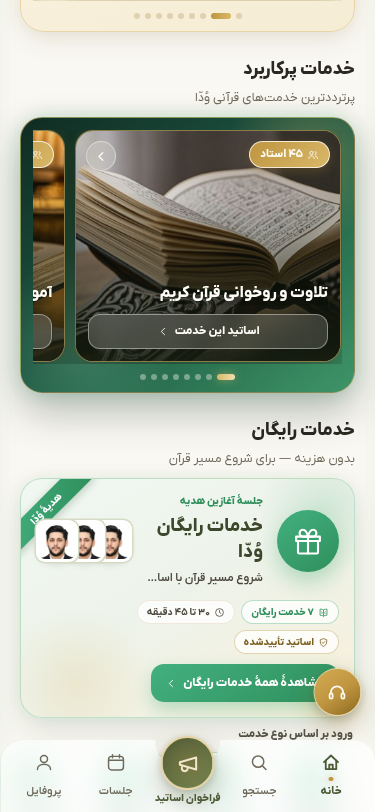 خدمات پرکاربرد
پرترددترین خدمت‌های قرآنی وُدّا
۴۵ استاد
تلاوت و روخوانی قرآن کریم
آمو
اساتید این خدمت
خدمات رایگان
بدون هزینه — برای شروع مسیر قرآن
هدیهٔ وُدّا
جلسهٔ آغازین هدیه
خدمات رایگان
وُدّا
شروع مسیر قرآن با اسا...
۷ خدمت رایگان
۳۰ تا ۴۵ دقیقه
اساتید تأییدشده
شاهدهٔ همهٔ خدمات رایگان
ورود بر اساس نوع خدمت
خانه
جستجو
فراخوان اساتید
جلسات
پروفایل